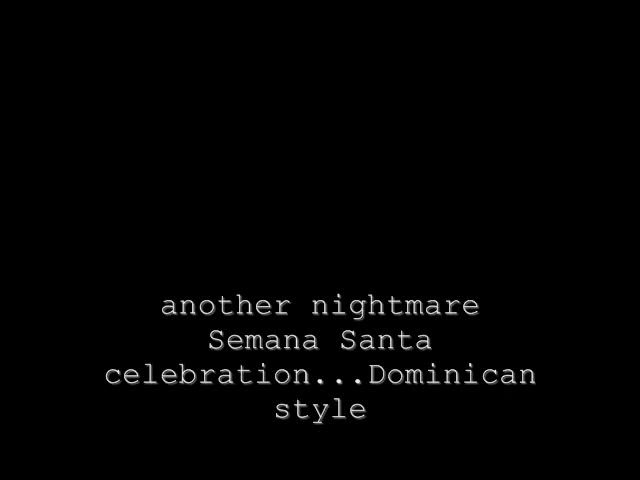 another nightmare
Semana Santa
celebration...Dominican
style